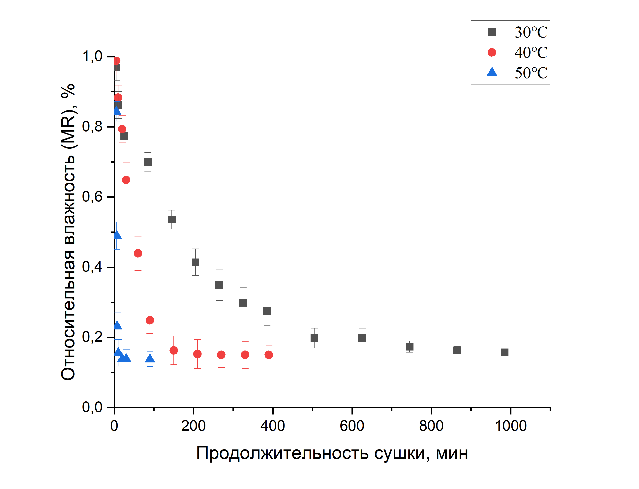 30°C
40°C
50°C
1,0
0,8
0,6
0,4
0,2
0,0
Относительная влажность (MR), %
0
200
400
600
800
1000
Продолжительность сушки, мин